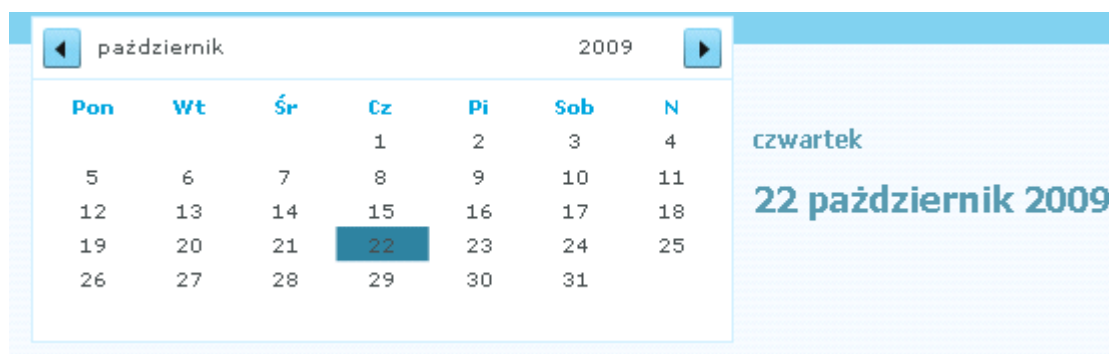 pażdziernik 2009
Pon Wt Śr Cz Pi Sob N
1 2 3 4
czwartek
5 6 7 8 9 10 11
22 pażdziernik 2009
12 13 14 15 16 17 18
19 20 21 22 23 24 25
26 27 28 29 30 31